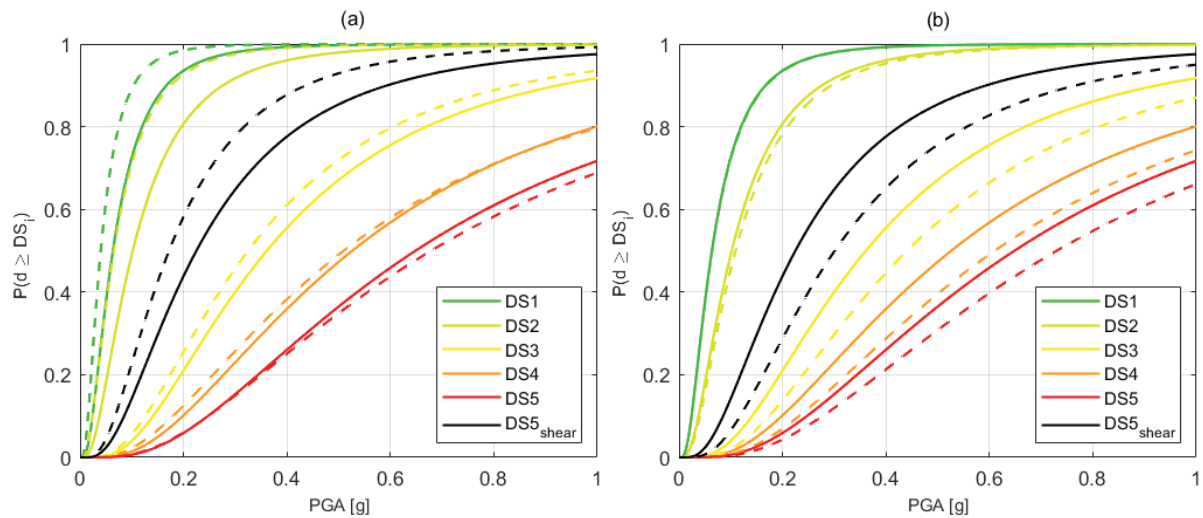 (a)
1
0.8
0.6
0.4
0.2
0
P(d ≥ DSi)
DS1
DS2
DS3
DS4
DS5
DS5shear
0 0.2 0.4 0.6 0.8 1
PGA [g]
(b)
1
0.8
0.6
0.4
0.2
0
P(d ≥ DSi)
DS1
DS2
DS3
DS4
DS5
DS5shear
0 0.2 0.4 0.6 0.8 1
PGA [g]